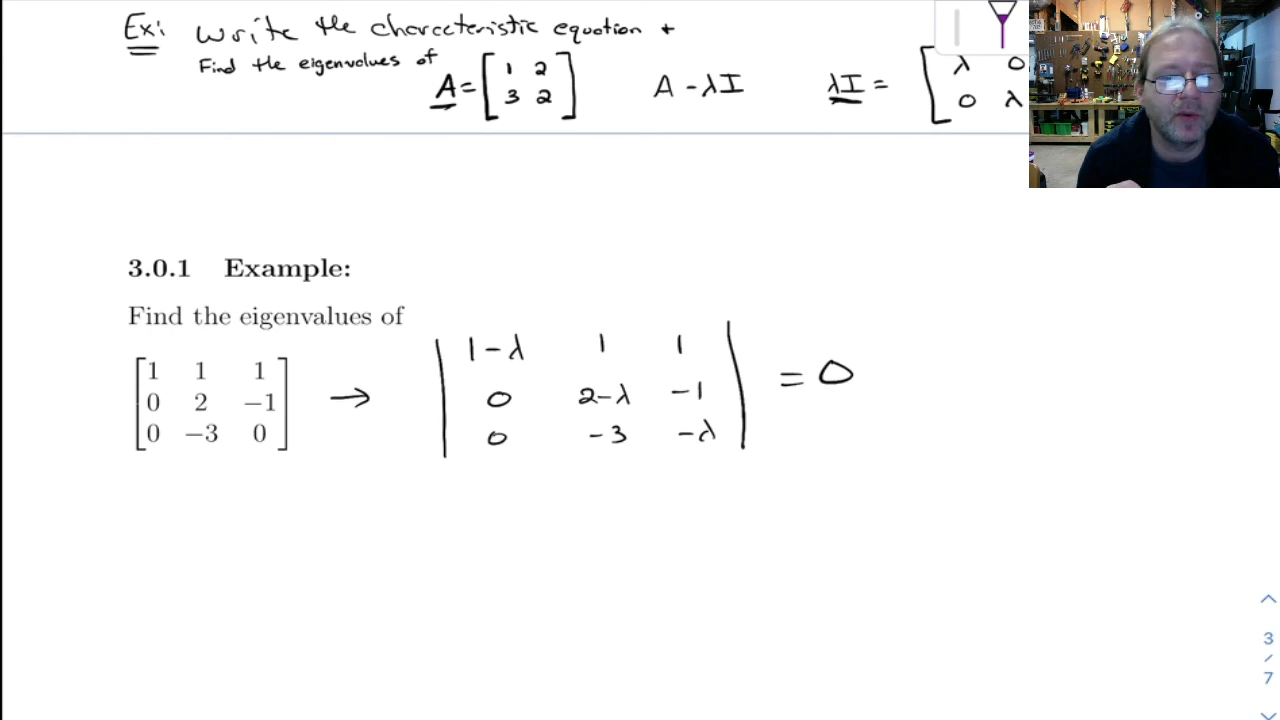 Ex: Write the characteristic equation +
Find the eigenvalues of
A = [1 2
3 2]
A - λI
λI = [λ 0
0 λ
3.0.1 Example:
Find the eigenvalues of
[1 1 1
0 2 −1
0 −3 0]
→
| 1-λ 1 1 |
| 0 2-λ -1 | = 0
| 0 -3 -λ |
3
/
7